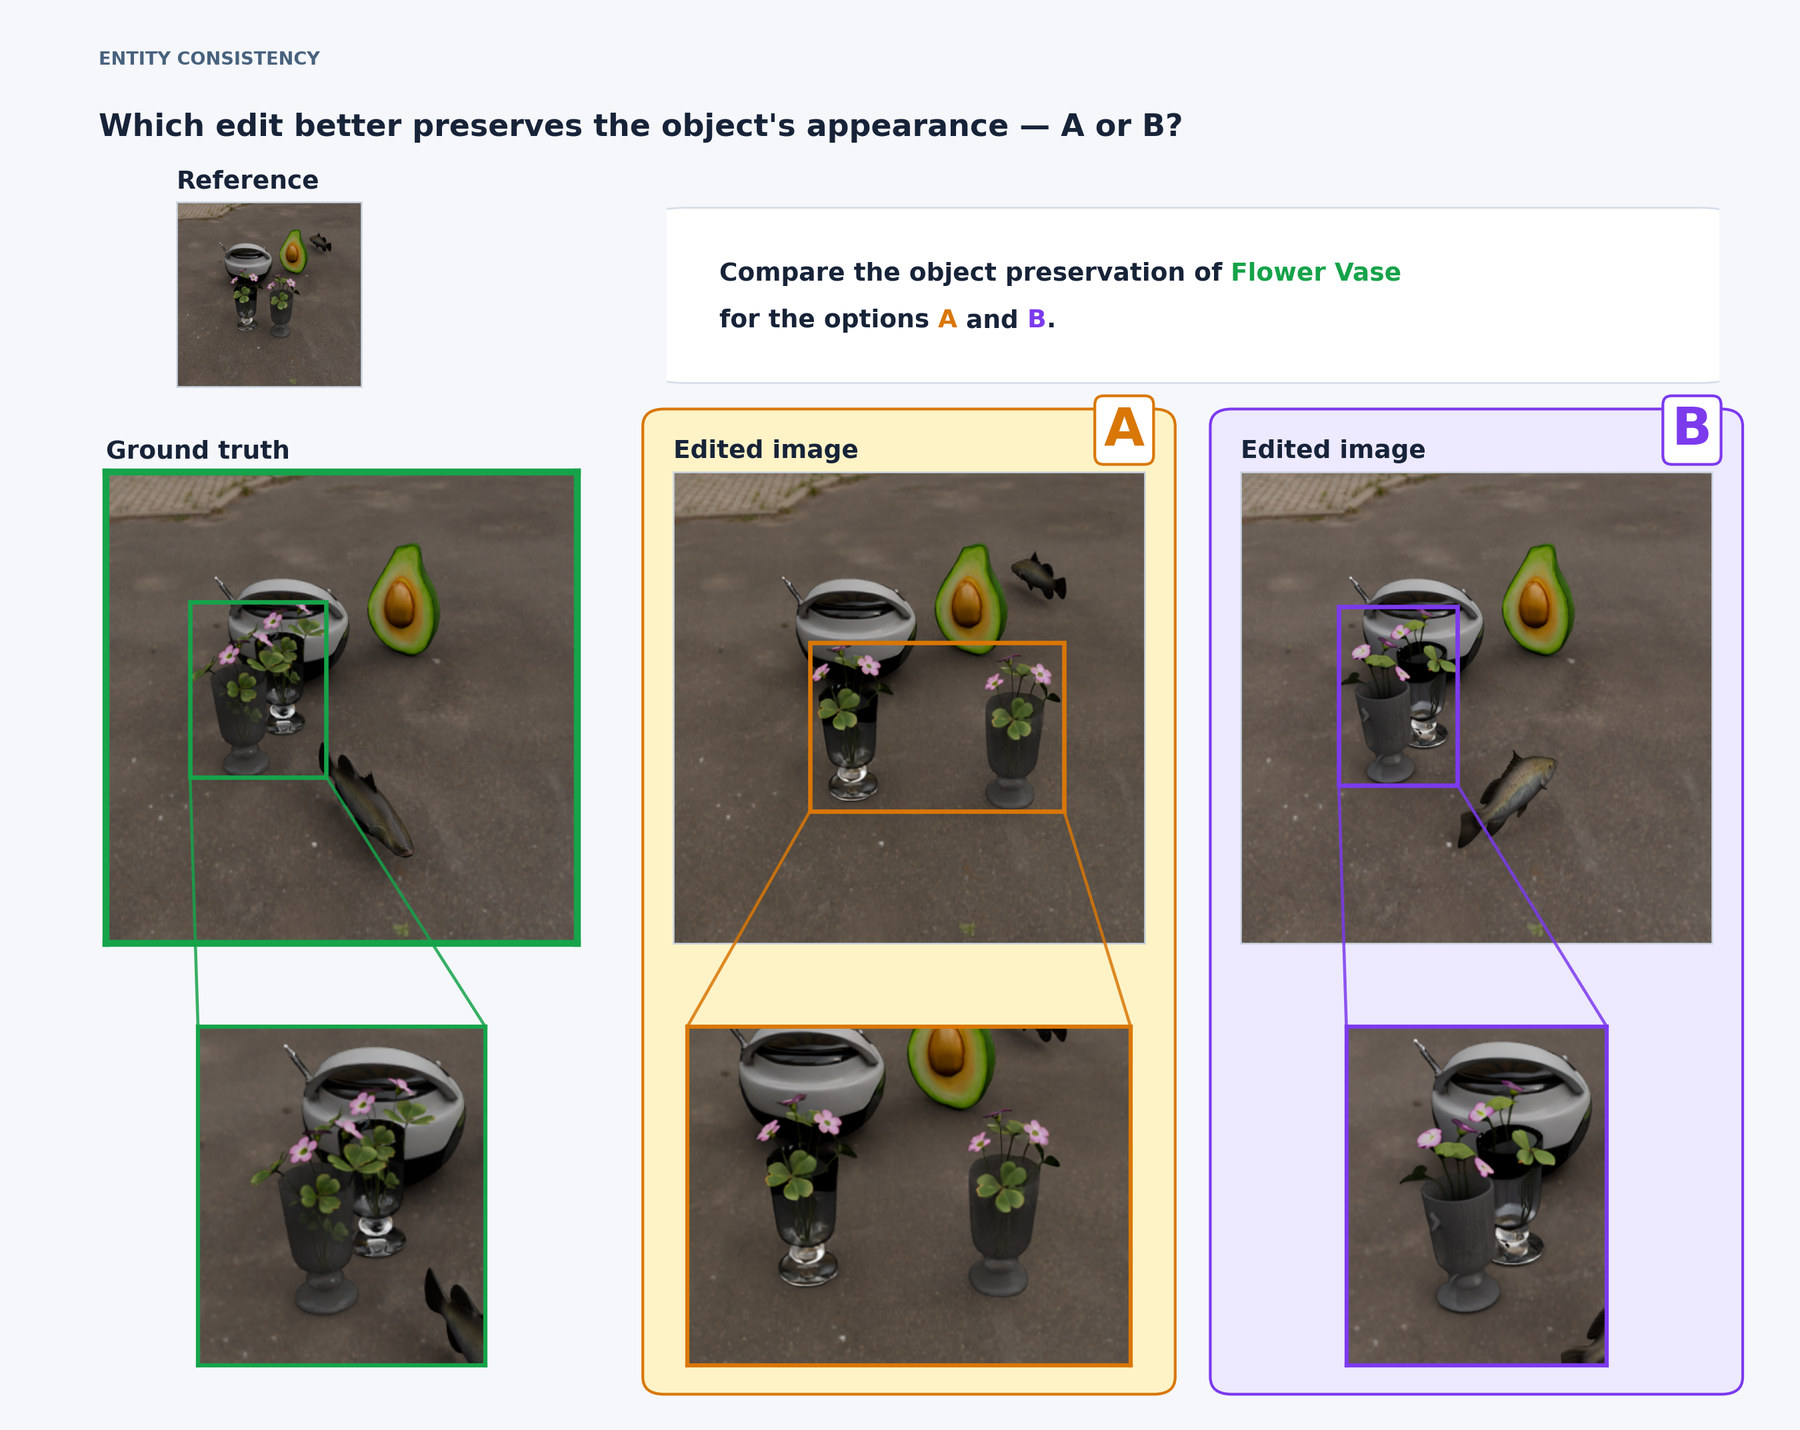 ENTITY CONSISTENCY
Which edit better preserves the object's appearance — A or B?
Reference
Compare the object preservation of Flower Vase
for the options A and B.
Ground truth
Edited image
A
Edited image
B